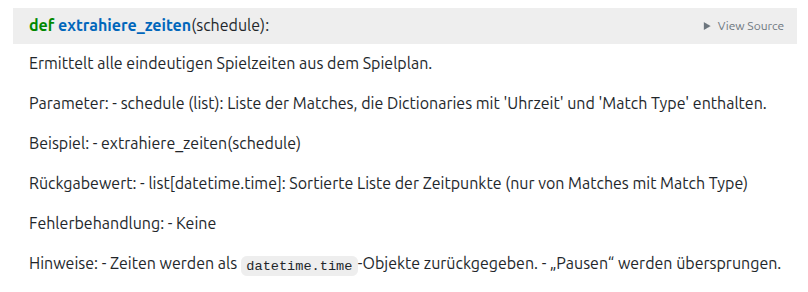 def extrahiere_zeiten(schedule):
▶ View Source
Ermittelt alle eindeutigen Spielzeiten aus dem Spielplan.
Parameter: - schedule (list): Liste der Matches, die Dictionaries mit 'Uhrzeit' und 'Match Type' enthalten.
Beispiel: - extrahiere_zeiten(schedule)
Rückgabewert: - list[datetime.time]: Sortierte Liste der Zeitpunkte (nur von Matches mit Match Type)
Fehlerbehandlung: - Keine
Hinweise: - Zeiten werden als datetime.time-Objekte zurückgegeben. - „Pausen“ werden übersprungen.